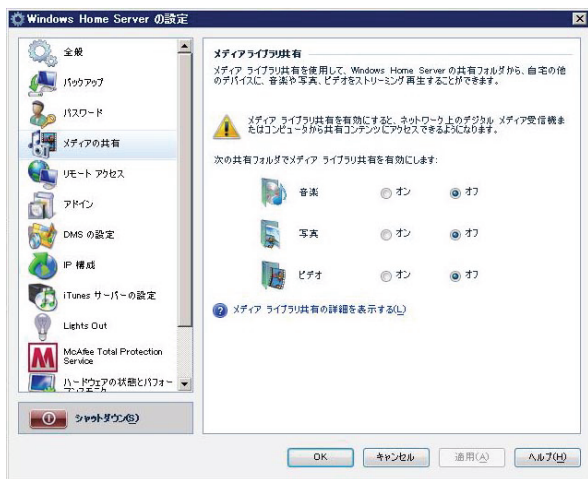 Windows Home Server の設定
全般
バックアップ
パスワード
メディアの共有
リモート アクセス
アドイン
DMS の設定
IP 構成
iTunes サーバーの設定
Lights Out
McAfee Total Protection
Service
ハードウェアの状態とパフォー
マンスモニタ
シャットダウン(S)
メディアライブラリ共有
メディア ライブラリ共有を使用して、Windows Home Server の共有フォルダから、自宅の他
のデバイスに、音楽や写真、ビデオをストリーミング再生することができます。
メディア ライブラリ共有を有効にすると、ネットワーク上のデジタル メディア受信機ま
たはコンピュータから共有コンテンツにアクセスできるようになります。
次の共有フォルダでメディア ライブラリ共有を有効にします:
音楽 オン オフ
写真 オン オフ
ビデオ オン オフ
メディア ライブラリ共有の詳細を表示する(L)
OK キャンセル 適用(A) ヘルプ(H)